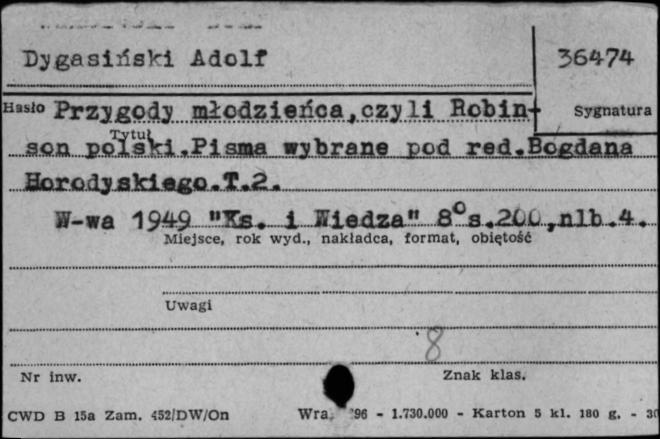 Dygasiński Adolf
36474
Hasło Przygody młodzieńca,czyli Robin-
Sygnatura
Tytuł
son polski.Pisma wybrane pod red.Bogdana
Horodyskiego.T.2.
W-wa 1949 "Ks. i Wiedza" 8° s.200,nlb.4.
Miejsce, rok wyd., nakładca, format, objętość
Uwagi
8
Nr inw.
Znak klas.
CWD B 15a Zam. 452/DW/On Wra 96 - 1.730.000 - Karton 5 kl. 180 g. -